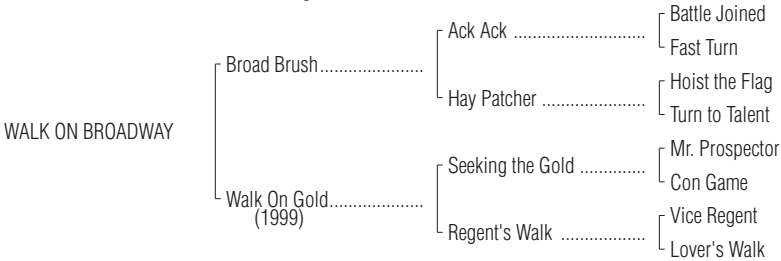 Battle Joined
Ack Ack ..........................
Fast Turn
Broad Brush.....................
Hoist the Flag
Hay Patcher .....................
Turn to Talent
WALK ON BROADWAY
Mr. Prospector
Seeking the Gold .............
Con Game
Walk On Gold...................
(1999)
Vice Regent
Regent's Walk .................
Lover's Walk